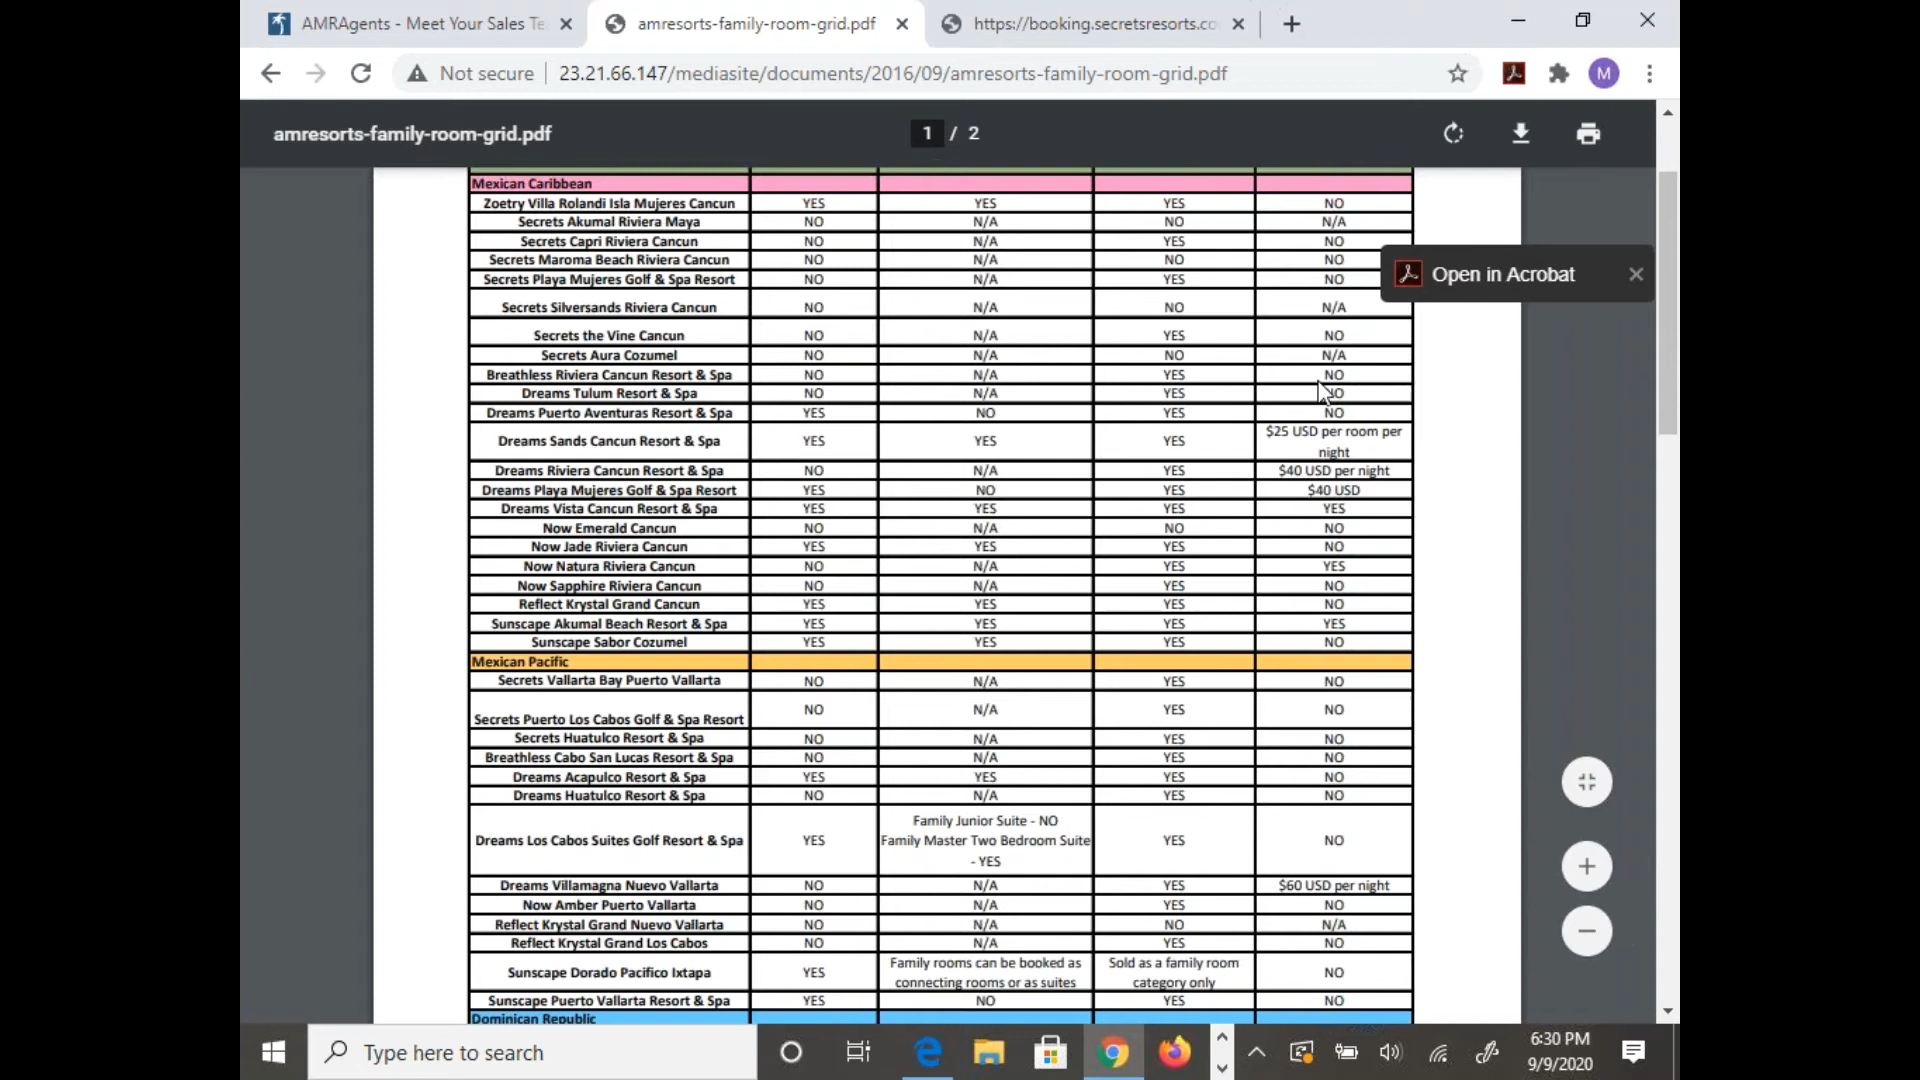 AMRAgents - Meet Your Sales Te
amresorts-family-room-grid.pdf
https://booking.secretsresorts.co
Not secure
23.21.66.147/mediasite/documents/2016/09/amresorts-family-room-grid.pdf
M
amresorts-family-room-grid.pdf
1 / 2
Open in Acrobat
Mexican Caribbean
Zoetry Villa Rolandi Isla Mujeres Cancun YES YES YES NO
Secrets Akumal Riviera Maya NO N/A NO N/A
Secrets Capri Riviera Cancun NO N/A YES NO
Secrets Maroma Beach Riviera Cancun NO N/A NO NO
Secrets Playa Mujeres Golf & Spa Resort NO N/A YES NO
Secrets Silversands Riviera Cancun NO N/A NO N/A
Secrets the Vine Cancun NO N/A YES NO
Secrets Aura Cozumel NO N/A NO N/A
Breathless Riviera Cancun Resort & Spa NO N/A YES NO
Dreams Tulum Resort & Spa NO N/A YES NO
Dreams Puerto Aventuras Resort & Spa YES NO YES NO
Dreams Sands Cancun Resort & Spa YES YES YES $25 USD per room per
night
Dreams Riviera Cancun Resort & Spa NO N/A YES $40 USD per night
Dreams Playa Mujeres Golf & Spa Resort YES NO YES $40 USD
Dreams Vista Cancun Resort & Spa YES YES YES YES
Now Emerald Cancun NO N/A NO NO
Now Jade Riviera Cancun YES YES YES NO
Now Natura Riviera Cancun NO N/A YES YES
Now Sapphire Riviera Cancun NO N/A YES NO
Reflect Krystal Grand Cancun YES YES YES NO
Sunscape Akumal Beach Resort & Spa YES YES YES YES
Sunscape Sabor Cozumel YES YES YES NO
Mexican Pacific
Secrets Vallarta Bay Puerto Vallarta NO N/A YES NO
Secrets Puerto Los Cabos Golf & Spa Resort NO N/A YES NO
Secrets Huatulco Resort & Spa NO N/A YES NO
Breathless Cabo San Lucas Resort & Spa NO N/A YES NO
Dreams Acapulco Resort & Spa YES YES YES NO
Dreams Huatulco Resort & Spa NO N/A YES NO
Dreams Los Cabos Suites Golf Resort & Spa YES Family Junior Suite - NO
Family Master Two Bedroom Suite
- YES YES NO
Dreams Villamagna Nuevo Vallarta NO N/A YES $60 USD per night
Now Amber Puerto Vallarta NO N/A YES NO
Reflect Krystal Grand Nuevo Vallarta NO N/A NO N/A
Reflect Krystal Grand Los Cabos NO N/A YES NO
Sunscape Dorado Pacifico Ixtapa YES Family rooms can be booked as
connecting rooms or as suites Sold as a family room
category only NO
Sunscape Puerto Vallarta Resort & Spa YES NO YES NO
Dominican Republic
Type here to search
6:30 PM
9/9/2020